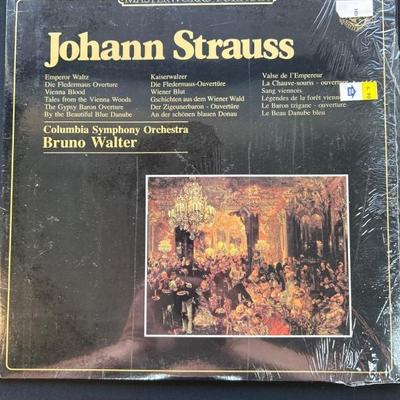 MASTERWORKS PORTRAIT
Johann Strauss
Emperor Waltz
Die Fledermaus Overture
Vienna Blood
Tales from the Vienna Woods
The Gypsy Baron Overture
By the Beautiful Blue Danube
Kaiserwalzer
Die Fledermaus-Ouvertüre
Wiener Blut
Gschichten aus dem Wiener Wald
Der Zigeunerbaron - Ouvertüre
An der schönen blauen Donau
Valse de l'Empereur
La Chauve-souris - ouverture
Sang viennois
Légendes de la forêt viennoise
Le Baron trigane - ouverture
Le Beau Danube bleu
Columbia Symphony Orchestra
Bruno Walter